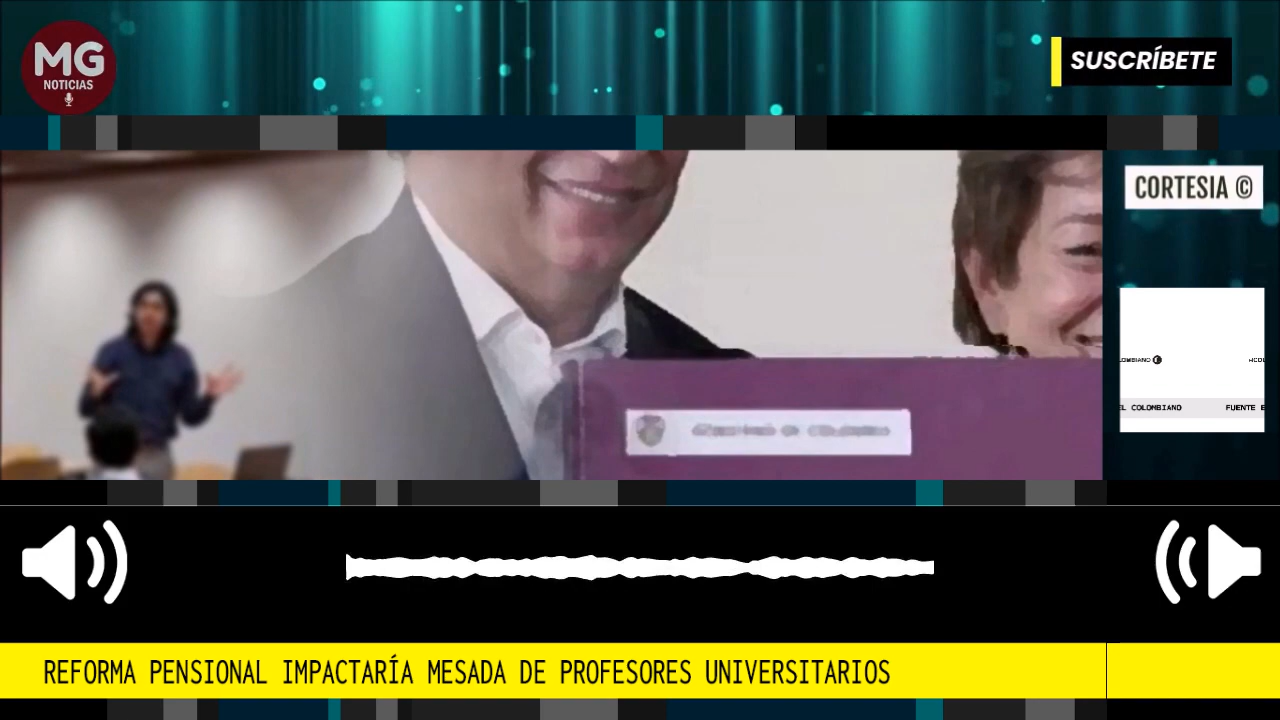 MG
NOTICIAS
SUSCRÍBETE
CORTESIA ©
EL COLOMBIANO
FUENTE
REFORMA PENSIONAL IMPACTARÍA MESADA DE PROFESORES UNIVERSITARIOS